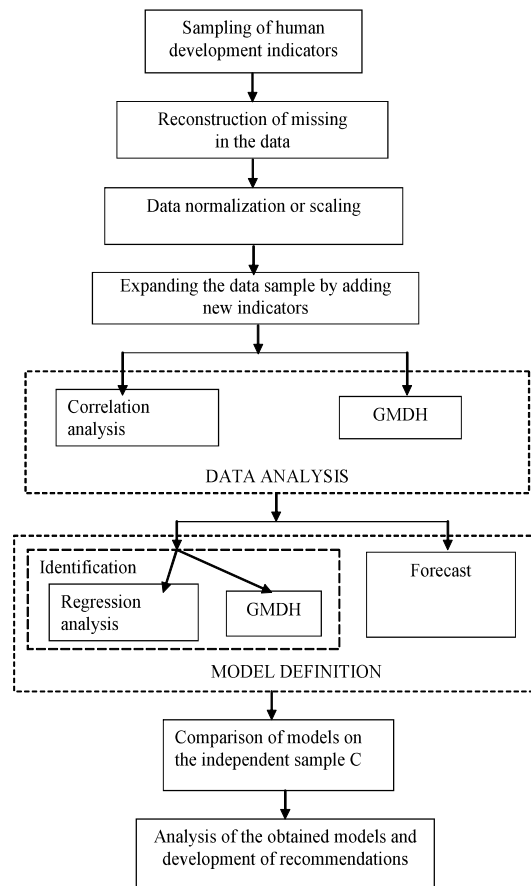 Sampling of human
development indicators
Reconstruction of missing
in the data
Data normalization or scaling
Expanding the data sample by adding
new indicators
Correlation
analysis
GMDH
DATA ANALYSIS
Identification
Regression
analysis
GMDH
Forecast
MODEL DEFINITION
Comparison of models on
the independent sample C
Analysis of the obtained models and
development of recommendations